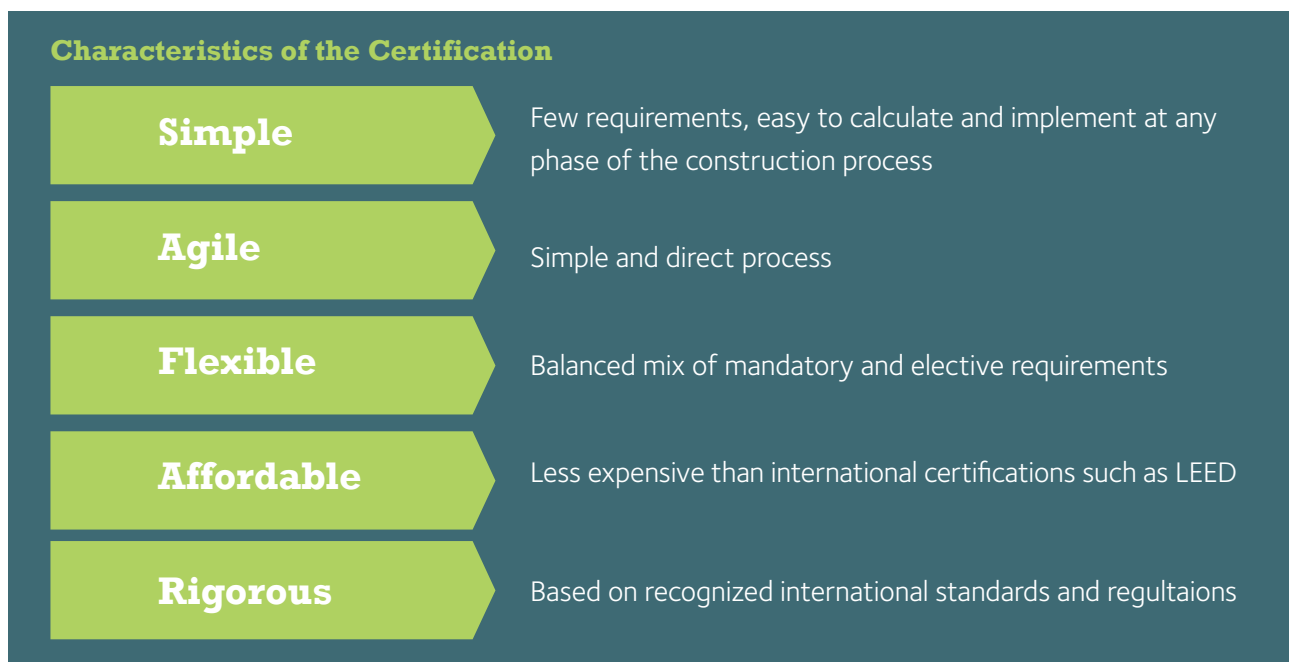 Characteristics of the Certification
Simple
Few requirements, easy to calculate and implement at any
phase of the construction process
Agile
Simple and direct process
Flexible
Balanced mix of mandatory and elective requirements
Affordable
Less expensive than international certifications such as LEED
Rigorous
Based on recognized international standards and regultaions